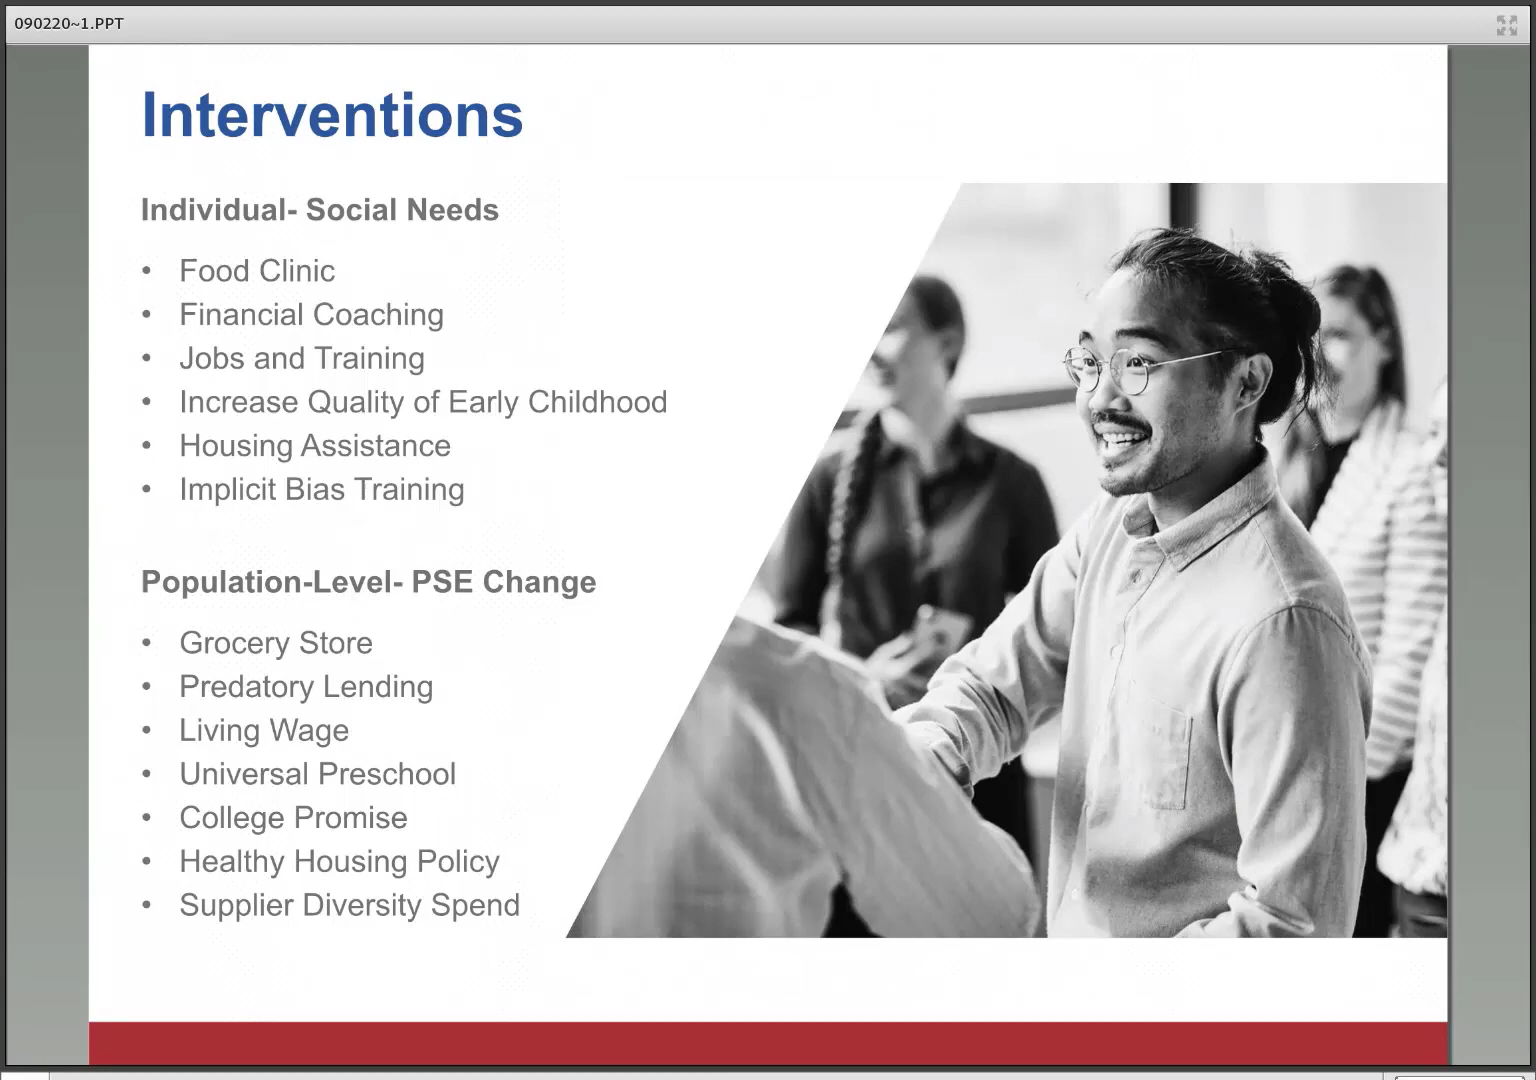 090220~1.PPT
Interventions
Individual- Social Needs
• Food Clinic
• Financial Coaching
• Jobs and Training
• Increase Quality of Early Childhood
• Housing Assistance
• Implicit Bias Training
Population-Level- PSE Change
• Grocery Store
• Predatory Lending
• Living Wage
• Universal Preschool
• College Promise
• Healthy Housing Policy
• Supplier Diversity Spend